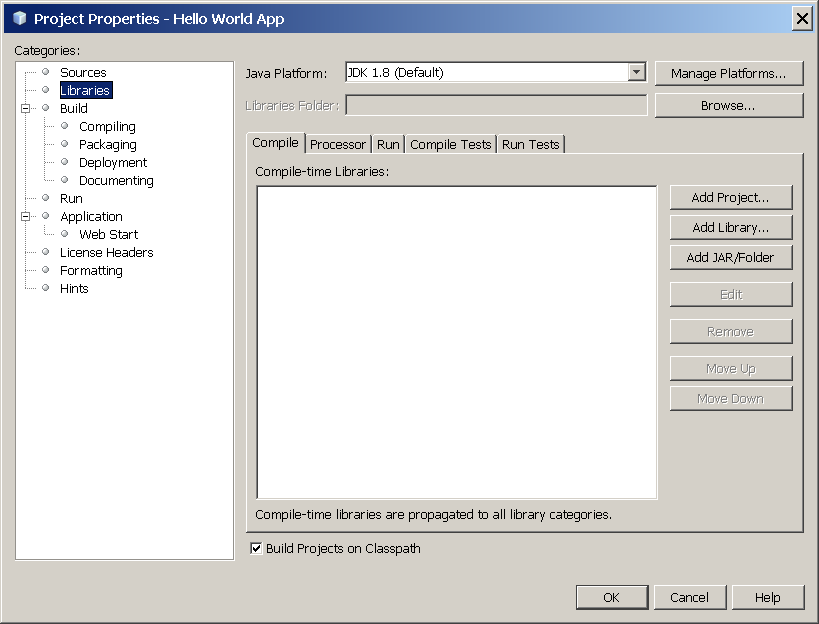 Project Properties - Hello World App
Categories:
Sources
Libraries
Build
Compiling
Packaging
Deployment
Documenting
Run
Application
Web Start
License Headers
Formatting
Hints
Java Platform: JDK 1.8 (Default) Manage Platforms...
Libraries Folder: Browse...
Compile Processor Run Compile Tests Run Tests
Compile-time Libraries:
Add Project...
Add Library...
Add JAR/Folder
Edit
Remove
Move Up
Move Down
Compile-time libraries are propagated to all library categories.
Build Projects on Classpath
OK Cancel Help